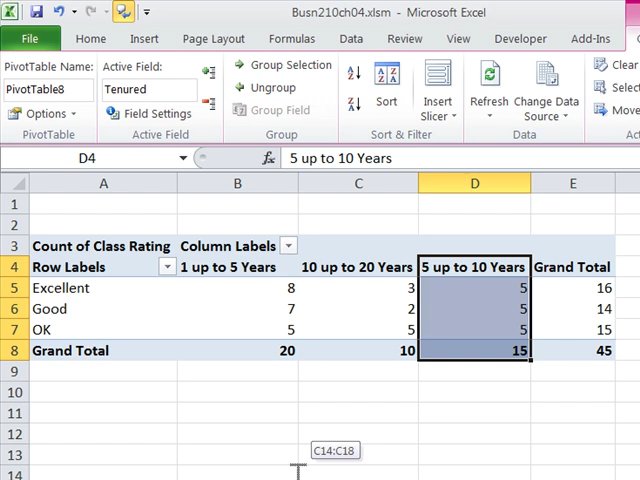 Busn210ch04.xlsm - Microsoft Excel
File Home Insert Page Layout Formulas Data Review View Developer Add-Ins
PivotTable Name: Active Field: Group Selection Clear
PivotTable8 Tenured Ungroup Sort Insert Slicer Refresh Change Data Source Select
Options Field Settings Group Field Move
PivotTable Active Field Group Sort & Filter Data
D4 fx 5 up to 10 Years
A B C D E
1
2
3 Count of Class Rating Column Labels
4 Row Labels 1 up to 5 Years 10 up to 20 Years 5 up to 10 Years Grand Total
5 Excellent 8 3 5 16
6 Good 7 2 5 14
7 OK 5 5 5 15
8 Grand Total 20 10 15 45
9
10
11
12
13 C14:C18
14